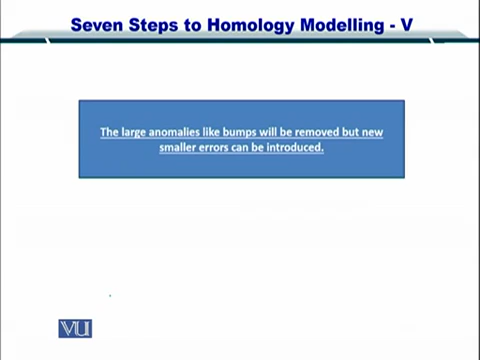 Seven Steps to Homology Modelling - V
The large anomalies like bumps will be removed but new
smaller errors can be introduced.
VU